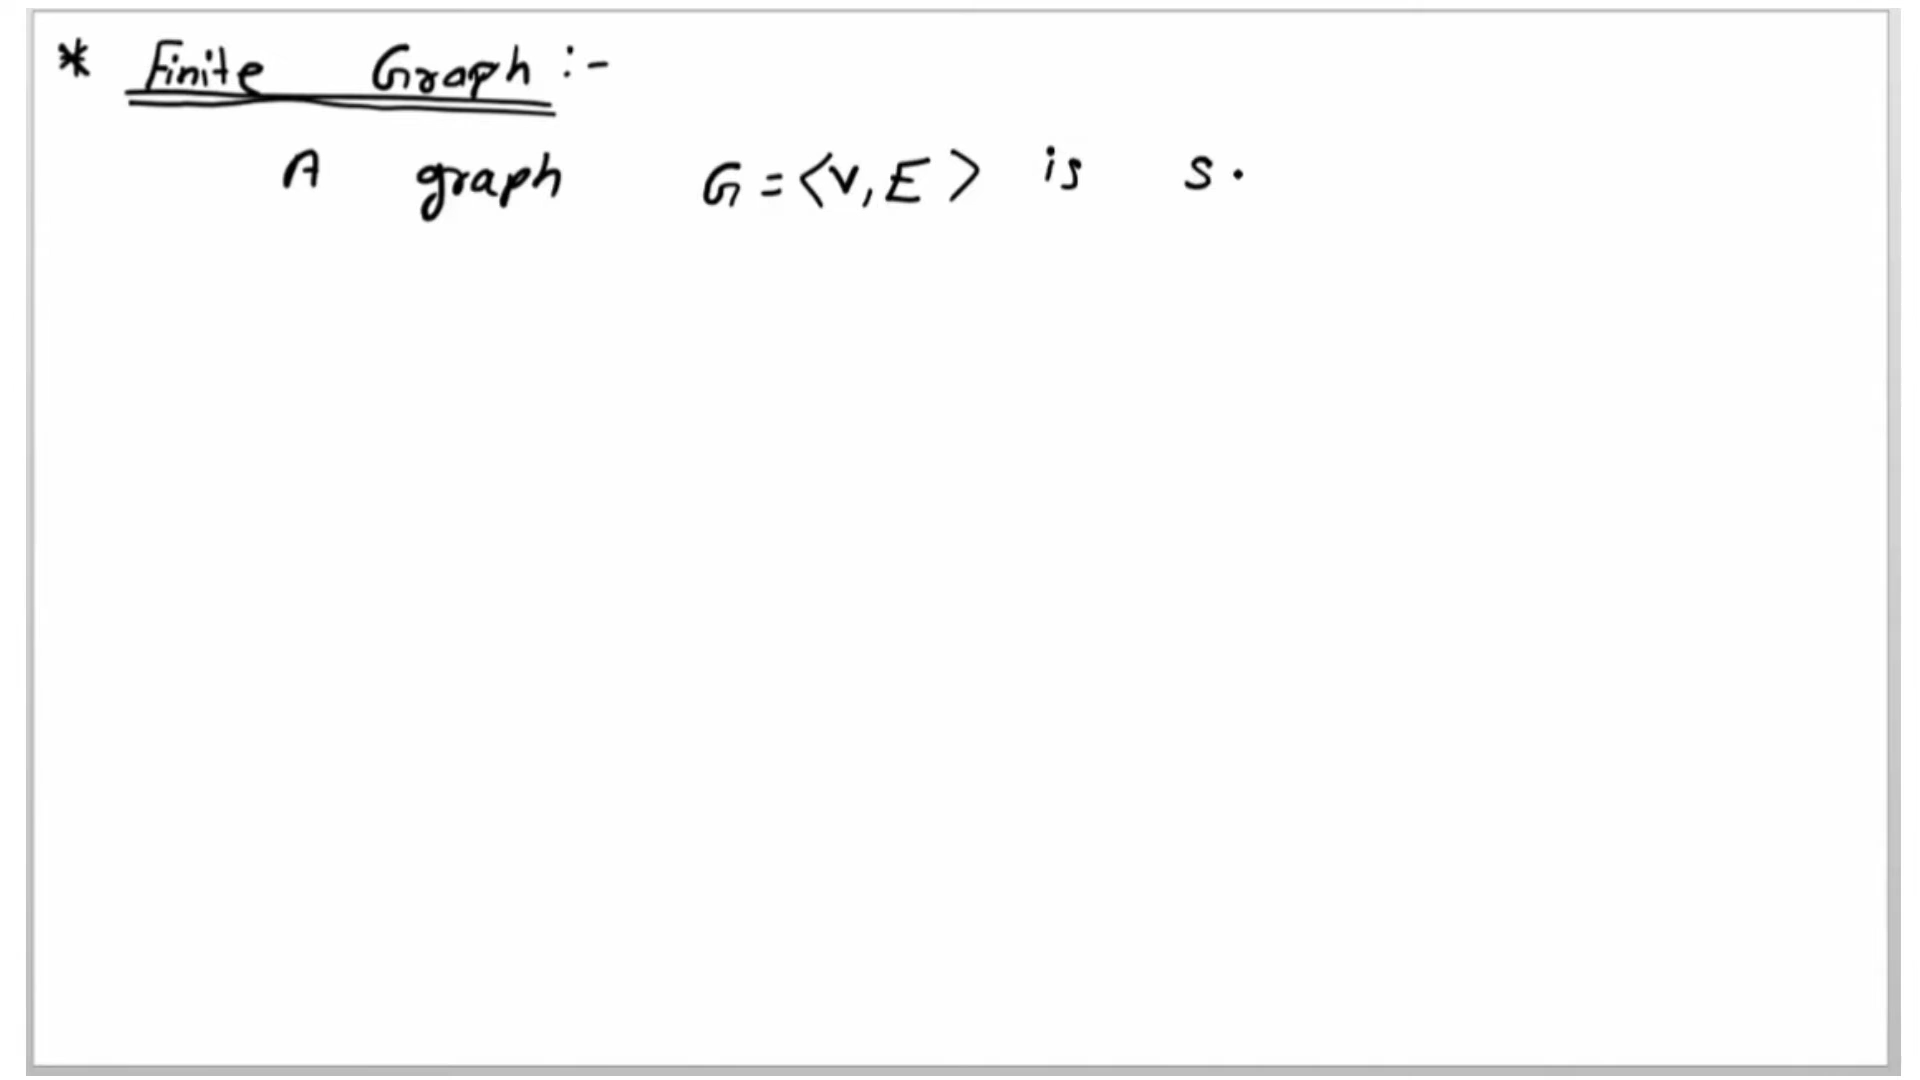 * Finite Graph :-
A graph G = <V, E> is s.